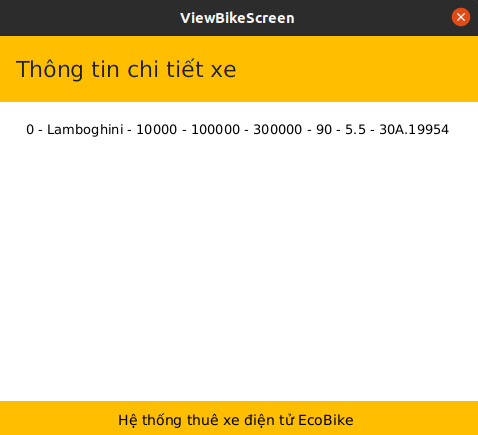 ViewBikeScreen
Thông tin chi tiết xe
0 - Lamboghini - 10000 - 100000 - 300000 - 90 - 5.5 - 30A.19954
Hệ thống thuê xe điện tử EcoBike